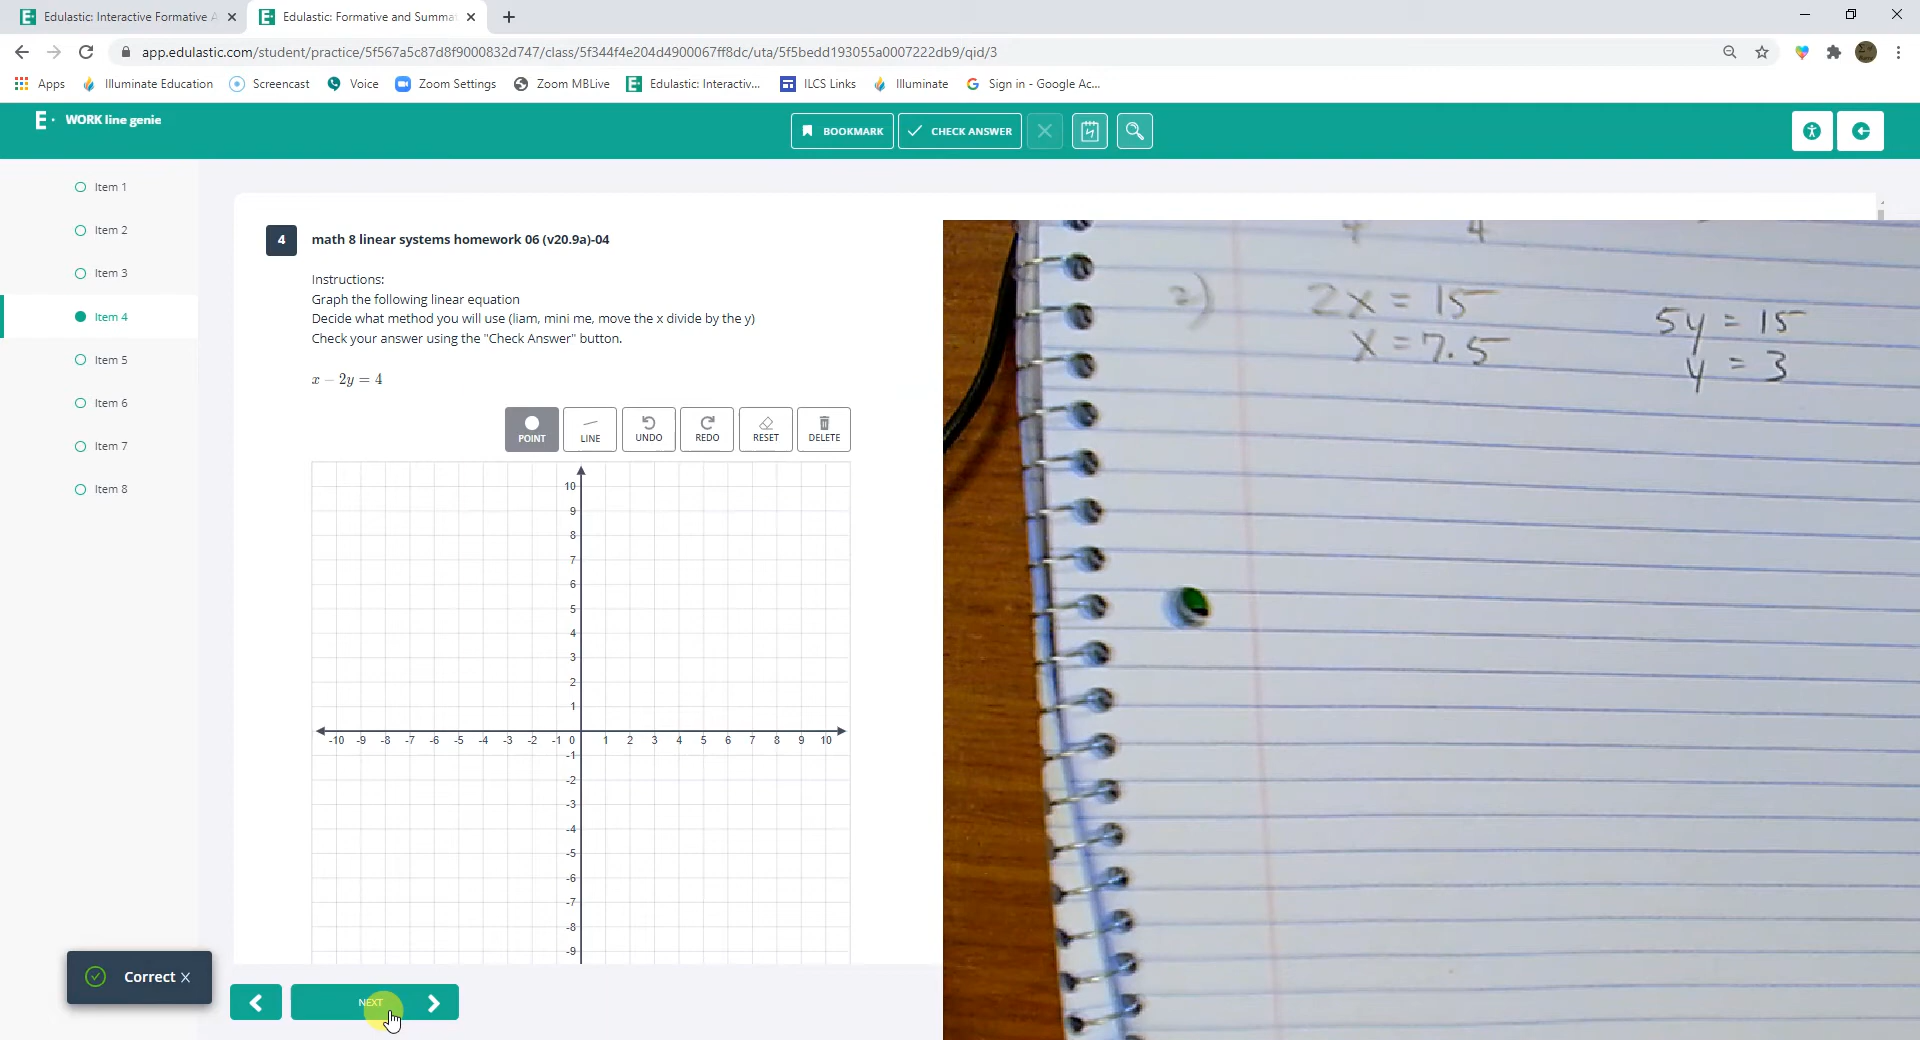 Edulastic: Interactive Formative A
Edulastic: Formative and Summat
app.edulastic.com/student/practice/5f567a5c87d8f9000832d747/class/5f344f4e204d4900067ff8dc/uta/5f5bedd193055a0007222db9/qid/3
Apps Illuminate Education Screencast Voice Zoom Settings Zoom MBLive Edulastic: Interactiv... ILCS Links Illuminate Sign in - Google Ac...
E WORK line genie
BOOKMARK CHECK ANSWER
Item 1
Item 2
Item 3
Item 4
Item 5
Item 6
Item 7
Item 8
4 math 8 linear systems homework 06 (v20.9a)-04
Instructions:
Graph the following linear equation
Decide what method you will use (liam, mini me, move the x divide by the y)
Check your answer using the "Check Answer" button.
x − 2y = 4
POINT LINE UNDO REDO RESET DELETE
10
9
8
7
6
5
4
3
2
1
-10 -9 -8 -7 -6 -5 -4 -3 -2 -1 0 1 2 3 4 5 6 7 8 9 10
-1
-2
-3
-4
-5
-6
-7
-8
-9
Correct
NEXT
4 4
2) 2x = 15
x = 7.5
5y = 15
y = 3